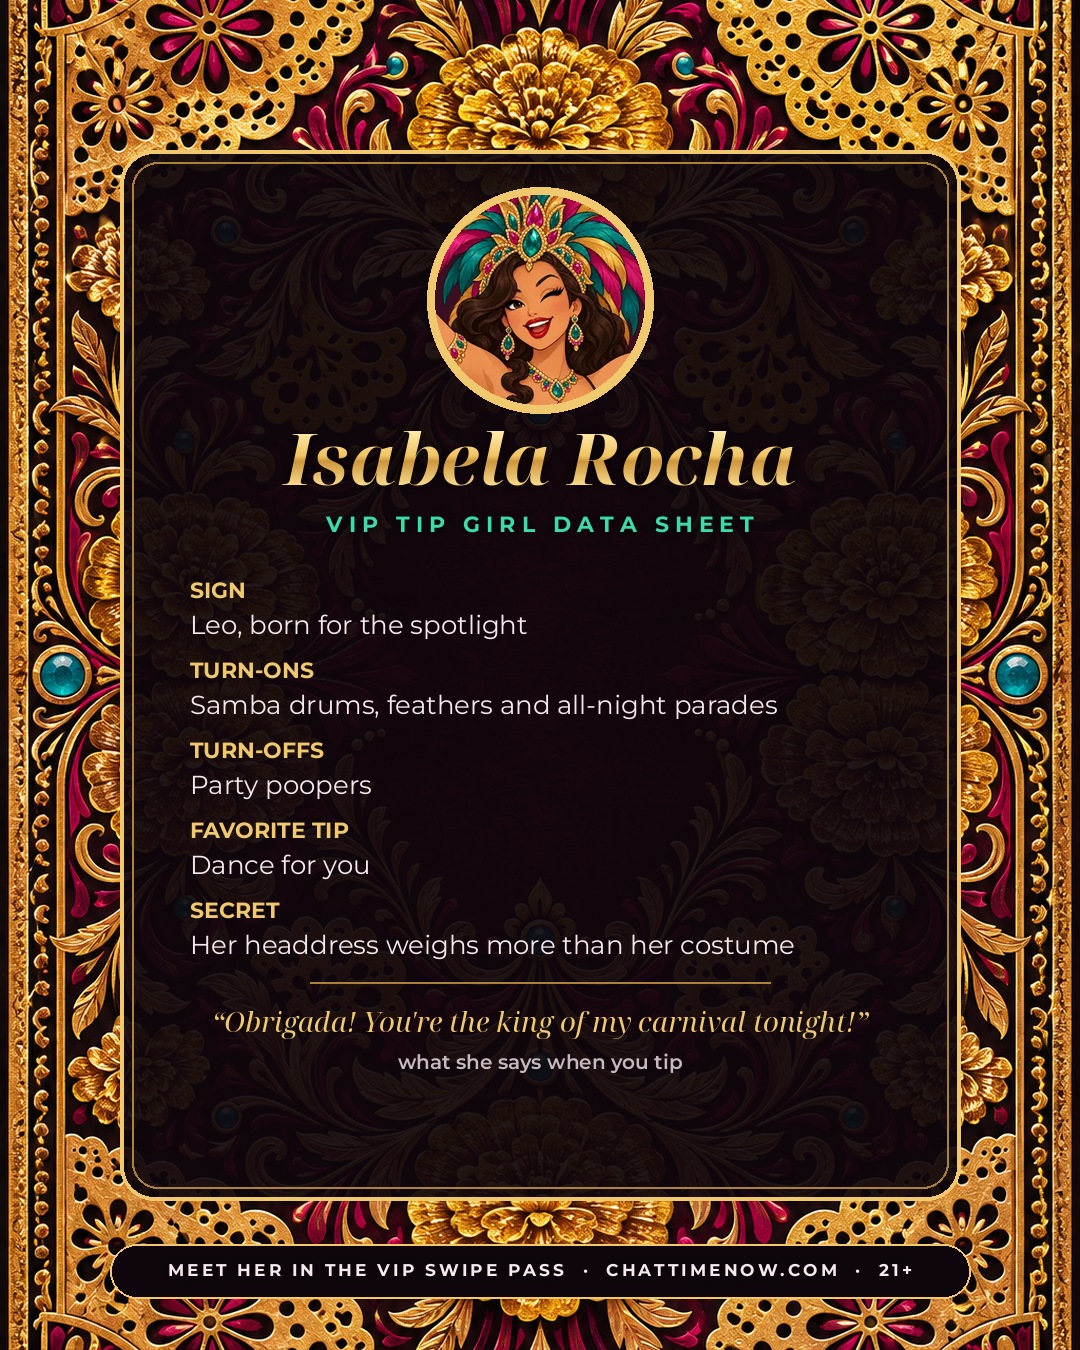 Isabela Rocha
VIP TIP GIRL DATA SHEET
SIGN
Leo, born for the spotlight
TURN-ONS
Samba drums, feathers and all-night parades
TURN-OFFS
Party poopers
FAVORITE TIP
Dance for you
SECRET
Her headdress weighs more than her costume
“Obrigada! You're the king of my carnival tonight!”
what she says when you tip
MEET HER IN THE VIP SWIPE PASS · CHATTIMENOW.COM · 21+